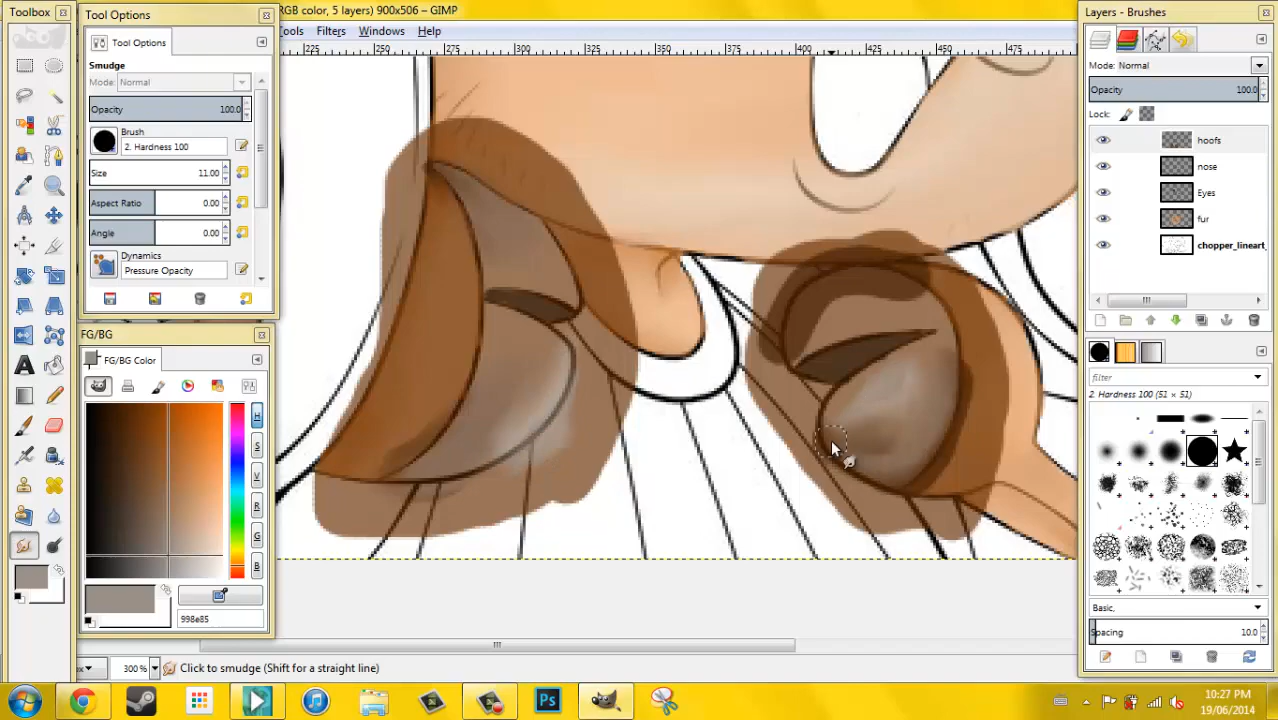 RGB color, 5 layers) 900x506 – GIMP
Toolbox
Tool Options
Layers - Brushes
ools Filters Windows Help
Tool Options
225 250 275 300 325 350 375 400 425 450 475
Smudge
Mode: Normal
Mode: Normal
Opacity 100.0
Opacity 100.0
Lock:
Brush
2. Hardness 100
hoofs
nose
Size 11.00
Eyes
Aspect Ratio 0.00
fur
Angle 0.00
chopper_lineart_
Dynamics
Pressure Opacity
FG/BG
FG/BG Color
filter
2. Hardness 100 (51 × 51)
H
S
V
R
G
B
Basic,
998e85
Spacing 10.0
300 %
Click to smudge (Shift for a straight line)
Ps
10:27 PM
19/06/2014